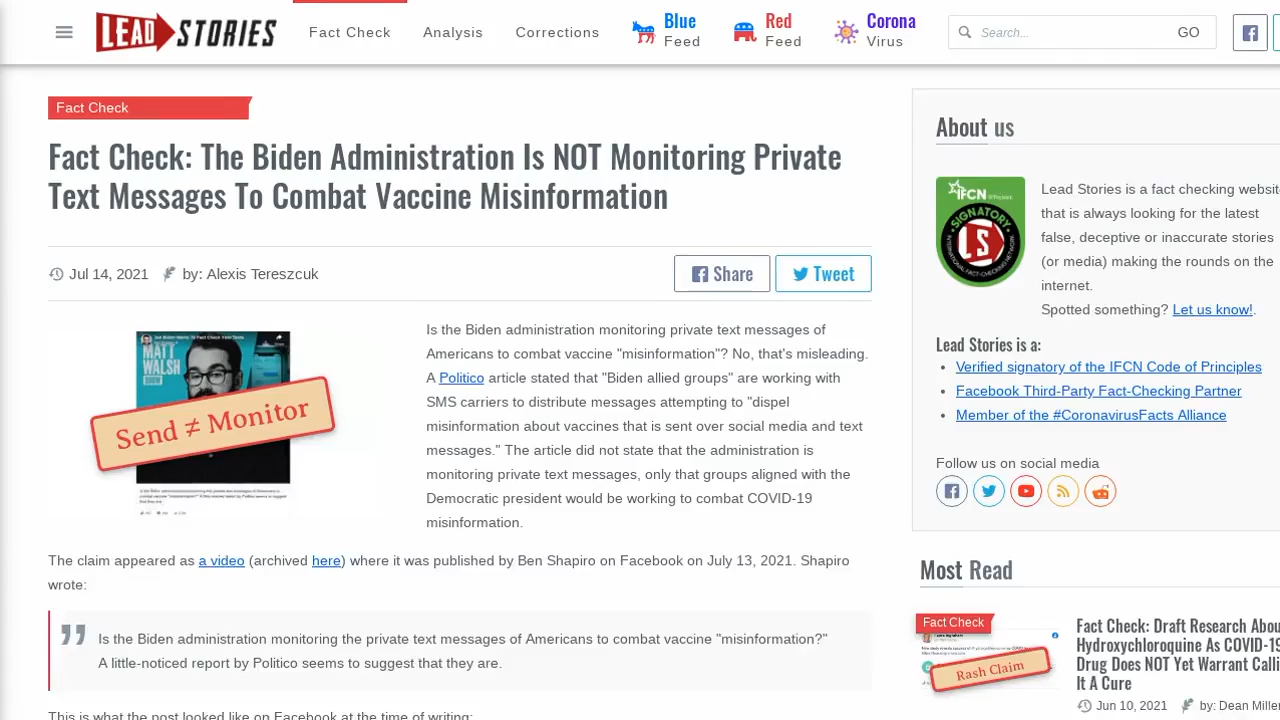 LEAD STORIES
Fact Check
Analysis
Corrections
Blue
Feed
Red
Feed
Corona
Virus
Search...
GO
Fact Check
Fact Check: The Biden Administration Is NOT Monitoring Private
Text Messages To Combat Vaccine Misinformation
Jul 14, 2021
by: Alexis Tereszcuk
Share
Tweet
MATT
WALSH
SHOW
Send ≠ Monitor
Is the Biden administration monitoring private text messages of
Americans to combat vaccine "misinformation"? No, that's misleading.
A Politico article stated that "Biden allied groups" are working with
SMS carriers to distribute messages attempting to "dispel
misinformation about vaccines that is sent over social media and text
messages." The article did not state that the administration is
monitoring private text messages, only that groups aligned with the
Democratic president would be working to combat COVID-19
misinformation.
The claim appeared as a video (archived here) where it was published by Ben Shapiro on Facebook on July 13, 2021. Shapiro
wrote:
Is the Biden administration monitoring the private text messages of Americans to combat vaccine "misinformation?"
A little-noticed report by Politico seems to suggest that they are.
This is what the post looked like on Facebook at the time of writing:
About us
IFCN
SIGNATORY
INTERNATIONAL FACT-CHECKING NETWORK
LS
Lead Stories is a fact checking website
that is always looking for the latest
false, deceptive or inaccurate stories
(or media) making the rounds on the
internet.
Spotted something? Let us know!.
Lead Stories is a:
Verified signatory of the IFCN Code of Principles
Facebook Third-Party Fact-Checking Partner
Member of the #CoronavirusFacts Alliance
Follow us on social media
Most Read
Fact Check
Rash Claim
Fact Check: Draft Research Abou
Hydroxychloroquine As COVID-19
Drug Does NOT Yet Warrant Calli
It A Cure
Jun 10, 2021
by: Dean Miller